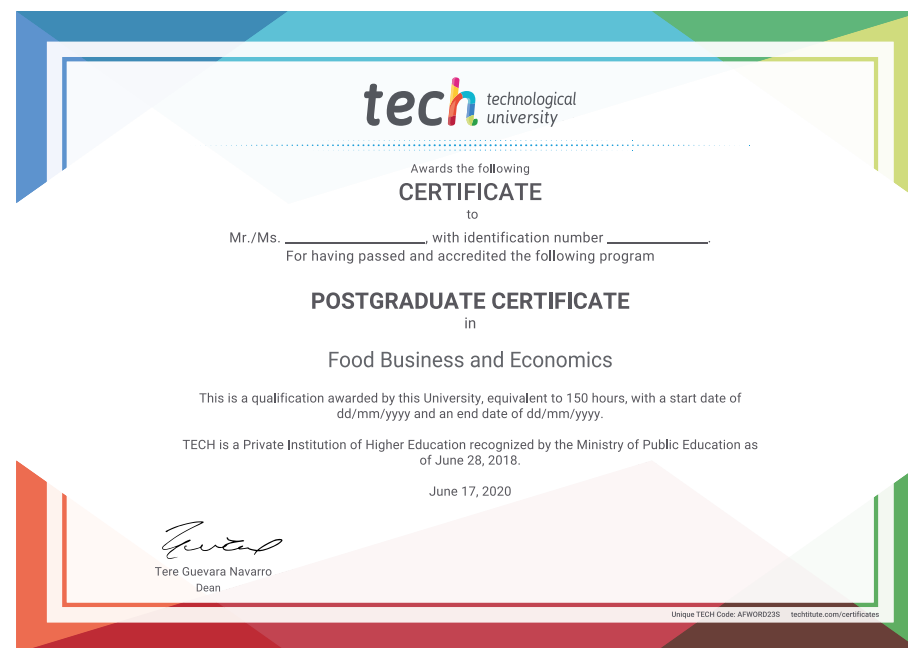 tech technological
university
Awards the following
CERTIFICATE
to
Mr./Ms. ____________________, with identification number ______________.
For having passed and accredited the following program
POSTGRADUATE CERTIFICATE
in
Food Business and Economics
This is a qualification awarded by this University, equivalent to 150 hours, with a start date of
dd/mm/yyyy and an end date of dd/mm/yyyy.
TECH is a Private Institution of Higher Education recognized by the Ministry of Public Education as
of June 28, 2018.
June 17, 2020
Tere Guevara Navarro
Dean
Unique TECH Code: AFWORD23S techtitute.com/certificates